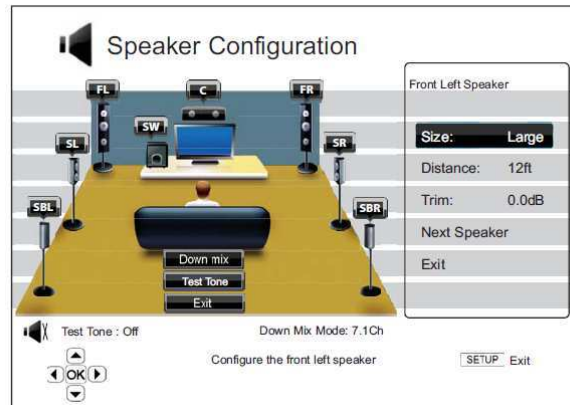 Speaker Configuration
FL
C
FR
SW
SL
SR
SBL
SBR
Down mix
Test Tone
Exit
Front Left Speaker
Size: Large
Distance: 12ft
Trim: 0.0dB
Next Speaker
Exit
Test Tone : Off
Down Mix Mode: 7.1Ch
OK
Configure the front left speaker
SETUP Exit